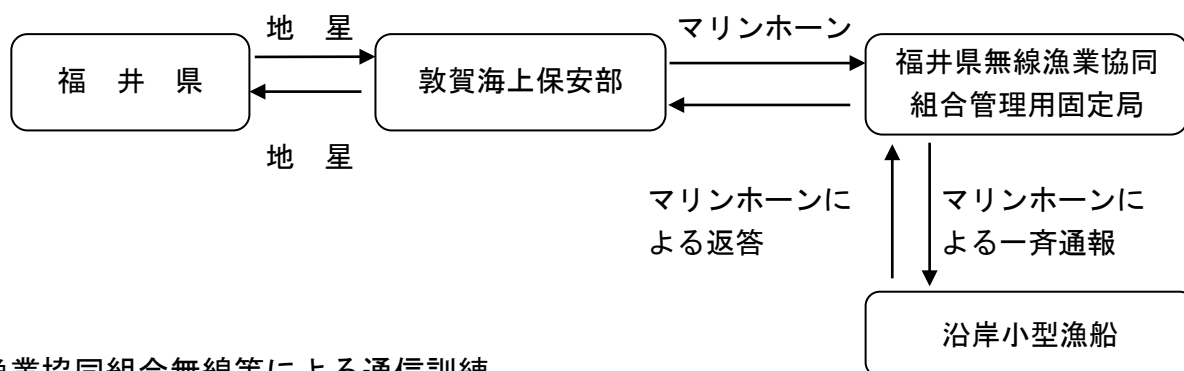 地　星
マリンホーン
福　井　県
敦賀海上保安部
福井県無線漁業協同
組合管理用固定局
地　星
マリンホーンに
よる返答
マリンホーンに
よる一斉通報
沿岸小型漁船
漁業協同組合無線等による通信訓練